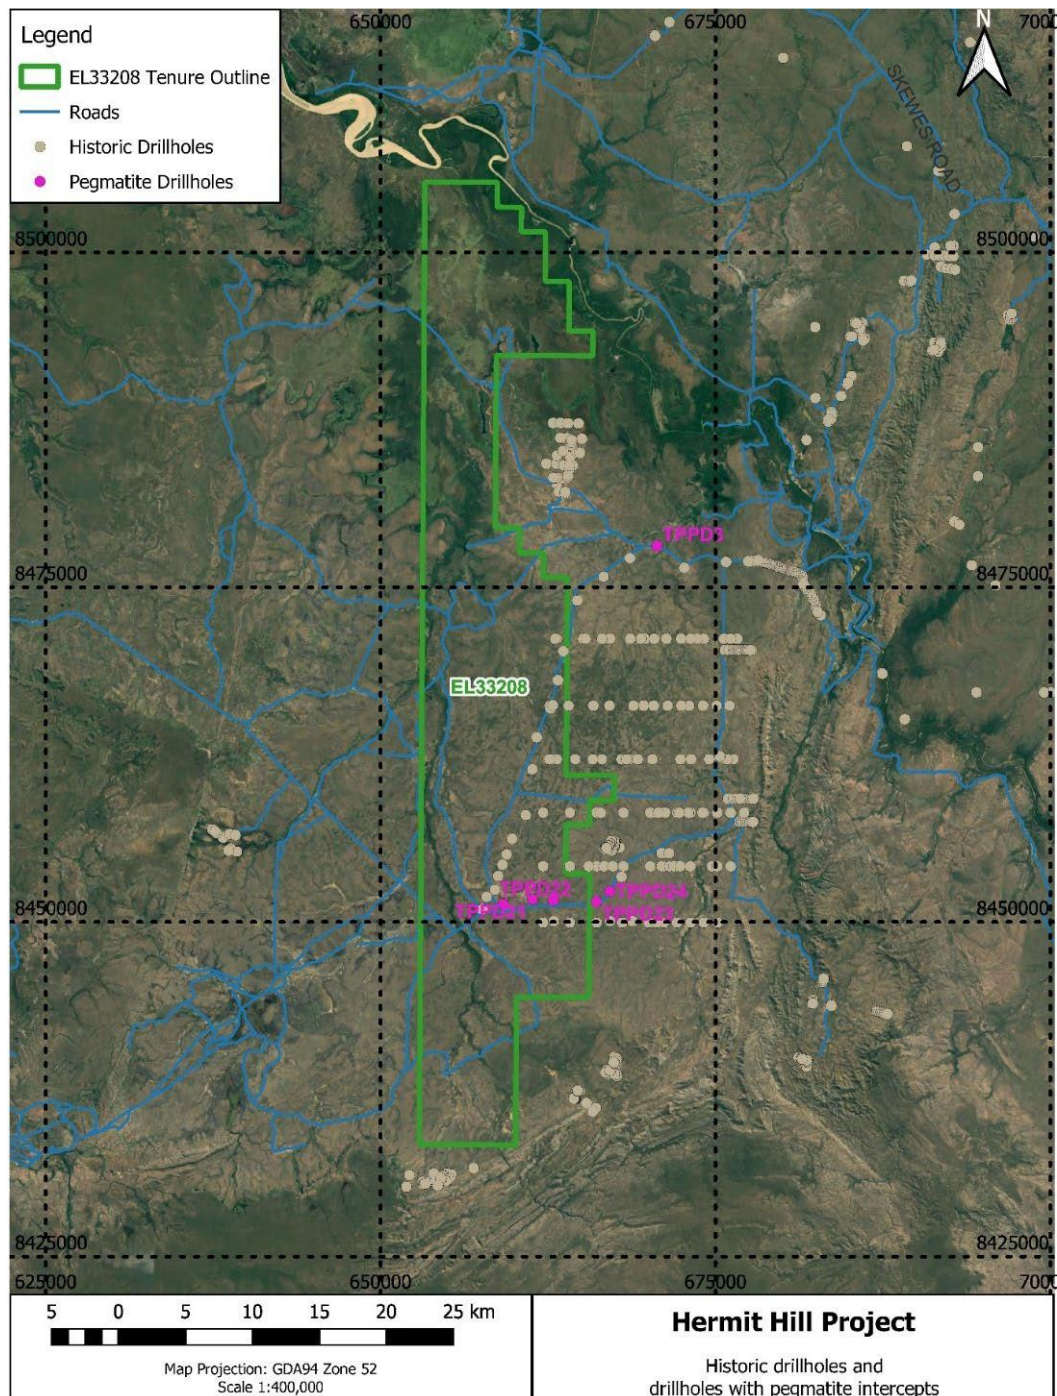 Legend
EL33208 Tenure Outline
Roads
Historic Drillholes
Pegmatite Drillholes
650000
675000
7000
N
SKEWES ROAD
8500000
8500000
TPPD3
8475000
8475000
EL33208
TPPD22
TPPD24
TPPD21
TPPD23
8450000
8450000
8425000
8425000
625000
650000
675000
7000
5 0 5 10 15 20 25 km
Map Projection: GDA94 Zone 52
Scale 1:400,000
Hermit Hill Project
Historic drillholes and
drillholes with pegmatite intercepts